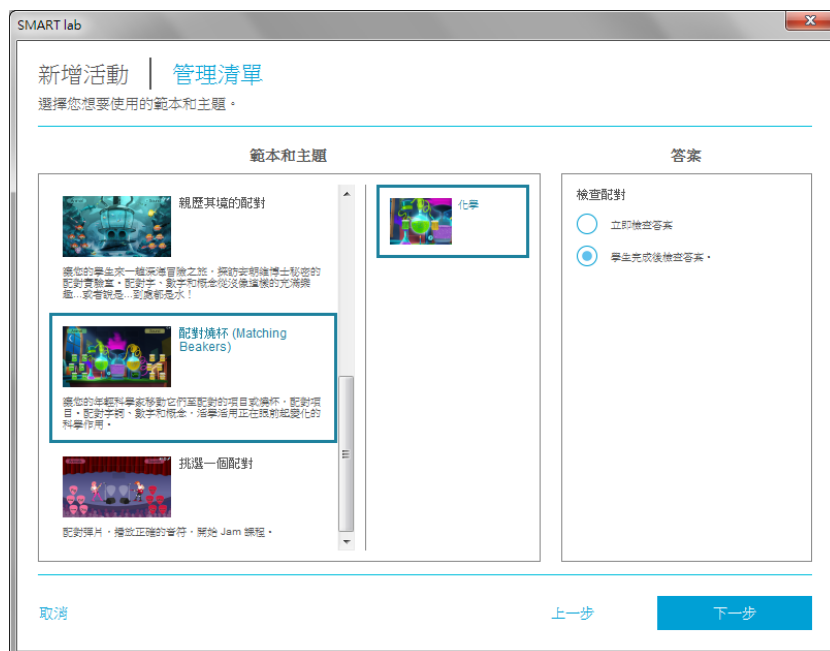 SMART lab
新增活動 | 管理清單
選擇您想要使用的範本和主題。
範本和主題
親歷其境的配對
讓您的學生來一趟深海冒險之旅，探訪安朗維博士秘密的
配對實驗室。配對字、數字和概念從沒像這樣的充滿樂
趣...或者說是...到處都是水！
配對燒杯 (Matching
Beakers)
讓您的年輕科學家移動它們至配對的項目或燒杯，配對項
目。配對字詞、數字和概念，活學活用正在眼前起變化的
科學作用。
挑選一個配對
配對彈片，播放正確的音符，開始 Jam 課程。
化學
答案
檢查配對
立即檢查答案
學生完成後檢查答案。
取消
上一步
下一步